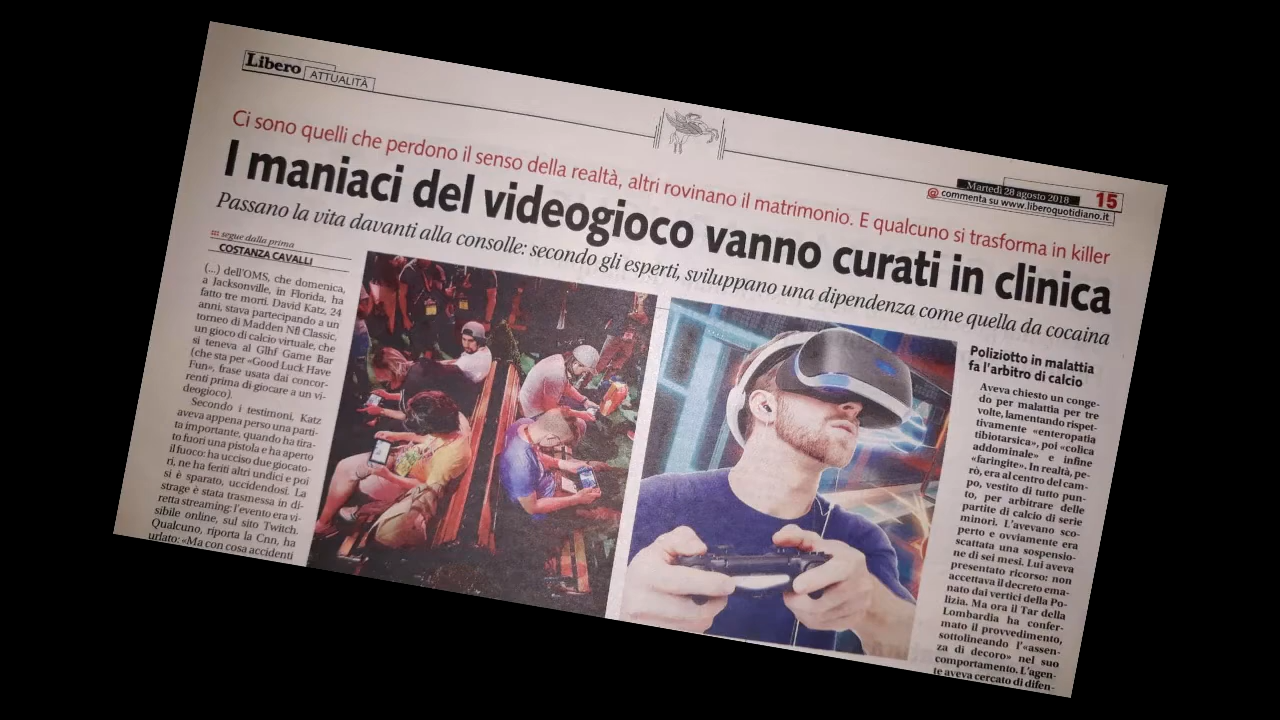 Libero ATTUALITÀ
Martedì 28 agosto 2018 15
@ commenta su www.liberoquotidiano.it
Ci sono quelli che perdono il senso della realtà, altri rovinano il matrimonio. E qualcuno si trasforma in killer
I maniaci del videogioco vanno curati in clinica
Passano la vita davanti alla consolle: secondo gli esperti, sviluppano una dipendenza come quella da cocaina
::: segue dalla prima
COSTANZA CAVALLI
(...) dell'OMS, che domenica,
a Jacksonville, in Florida, ha
fatto tre morti. David Katz, 24
anni, stava partecipando a un
torneo di Madden Nfl Classic,
un gioco di calcio virtuale, che
si teneva al Glhf Game Bar
(che sta per «Good Luck Have
Fun», frase usata dai concor-
renti prima di giocare a un vi-
deogioco).
Secondo i testimoni, Katz
aveva appena perso una parti-
ta importante, quando ha tira-
to fuori una pistola e ha aperto
il fuoco: ha ucciso due giocato-
ri, ne ha feriti altri undici e poi
si è sparato, uccidendosi. La
strage è stata trasmessa in di-
retta streaming: l'evento era vi-
sibile online, sul sito Twitch.
Qualcuno, riporta la Cnn, ha
urlato: «Ma con cosa accidenti
Poliziotto in malattia
fa l'arbitro di calcio
Aveva chiesto un conge-
do per malattia per tre
volte, lamentando rispet-
tivamente «enteropatia
tibiotarsica», poi «colica
addominale» e infine
«faringite». In realtà, pe-
rò, era al centro del cam-
po, vestito di tutto pun-
to, per arbitrare delle
partite di calcio di serie
minori. L'avevano sco-
perto e ovviamente era
scattata una sospensio-
ne di sei mesi. Lui aveva
presentato ricorso: non
accettava il decreto ema-
nato dai vertici della Po-
lizia. Ma ora il Tar della
Lombardia ha confer-
mato il provvedimento,
sottolineando l'«assen-
za di decoro» nel suo
comportamento. L'agen-
te aveva cercato di difen-